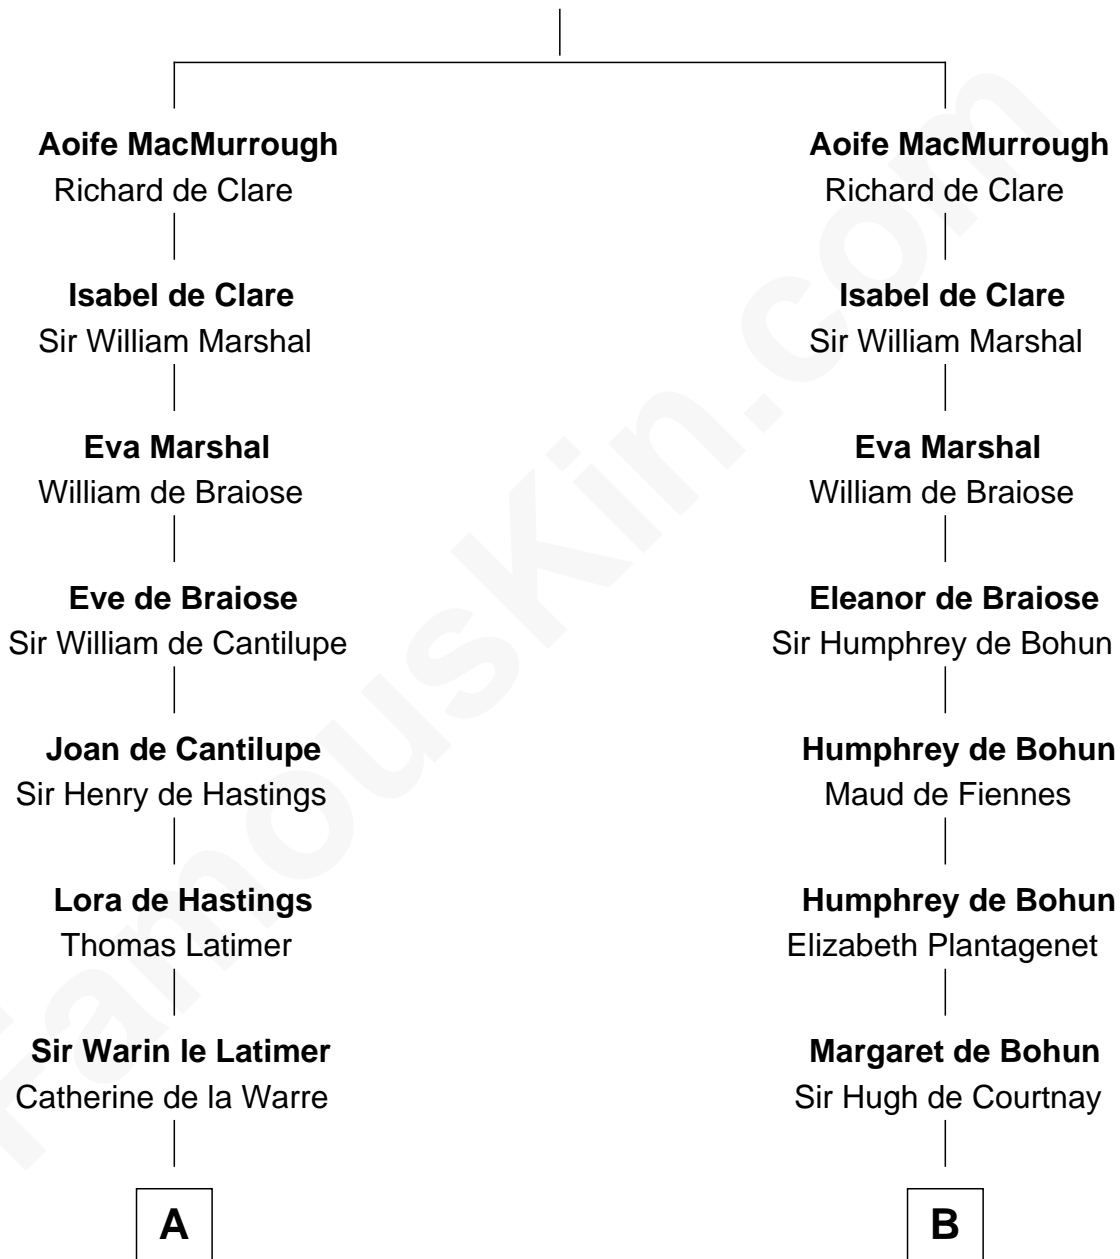 Aoife MacMurrough
Richard de Clare
Isabel de Clare
Sir William Marshal
Eva Marshal
William de Braiose
Eve de Braiose
Sir William de Cantilupe
Joan de Cantilupe
Sir Henry de Hastings
Lora de Hastings
Thomas Latimer
Sir Warin le Latimer
Catherine de la Warre
A
Aoife MacMurrough
Richard de Clare
Isabel de Clare
Sir William Marshal
Eva Marshal
William de Braiose
Eleanor de Braiose
Sir Humphrey de Bohun
Humphrey de Bohun
Maud de Fiennes
Humphrey de Bohun
Elizabeth Plantagenet
Margaret de Bohun
Sir Hugh de Courtnay
B
FamousKin.com